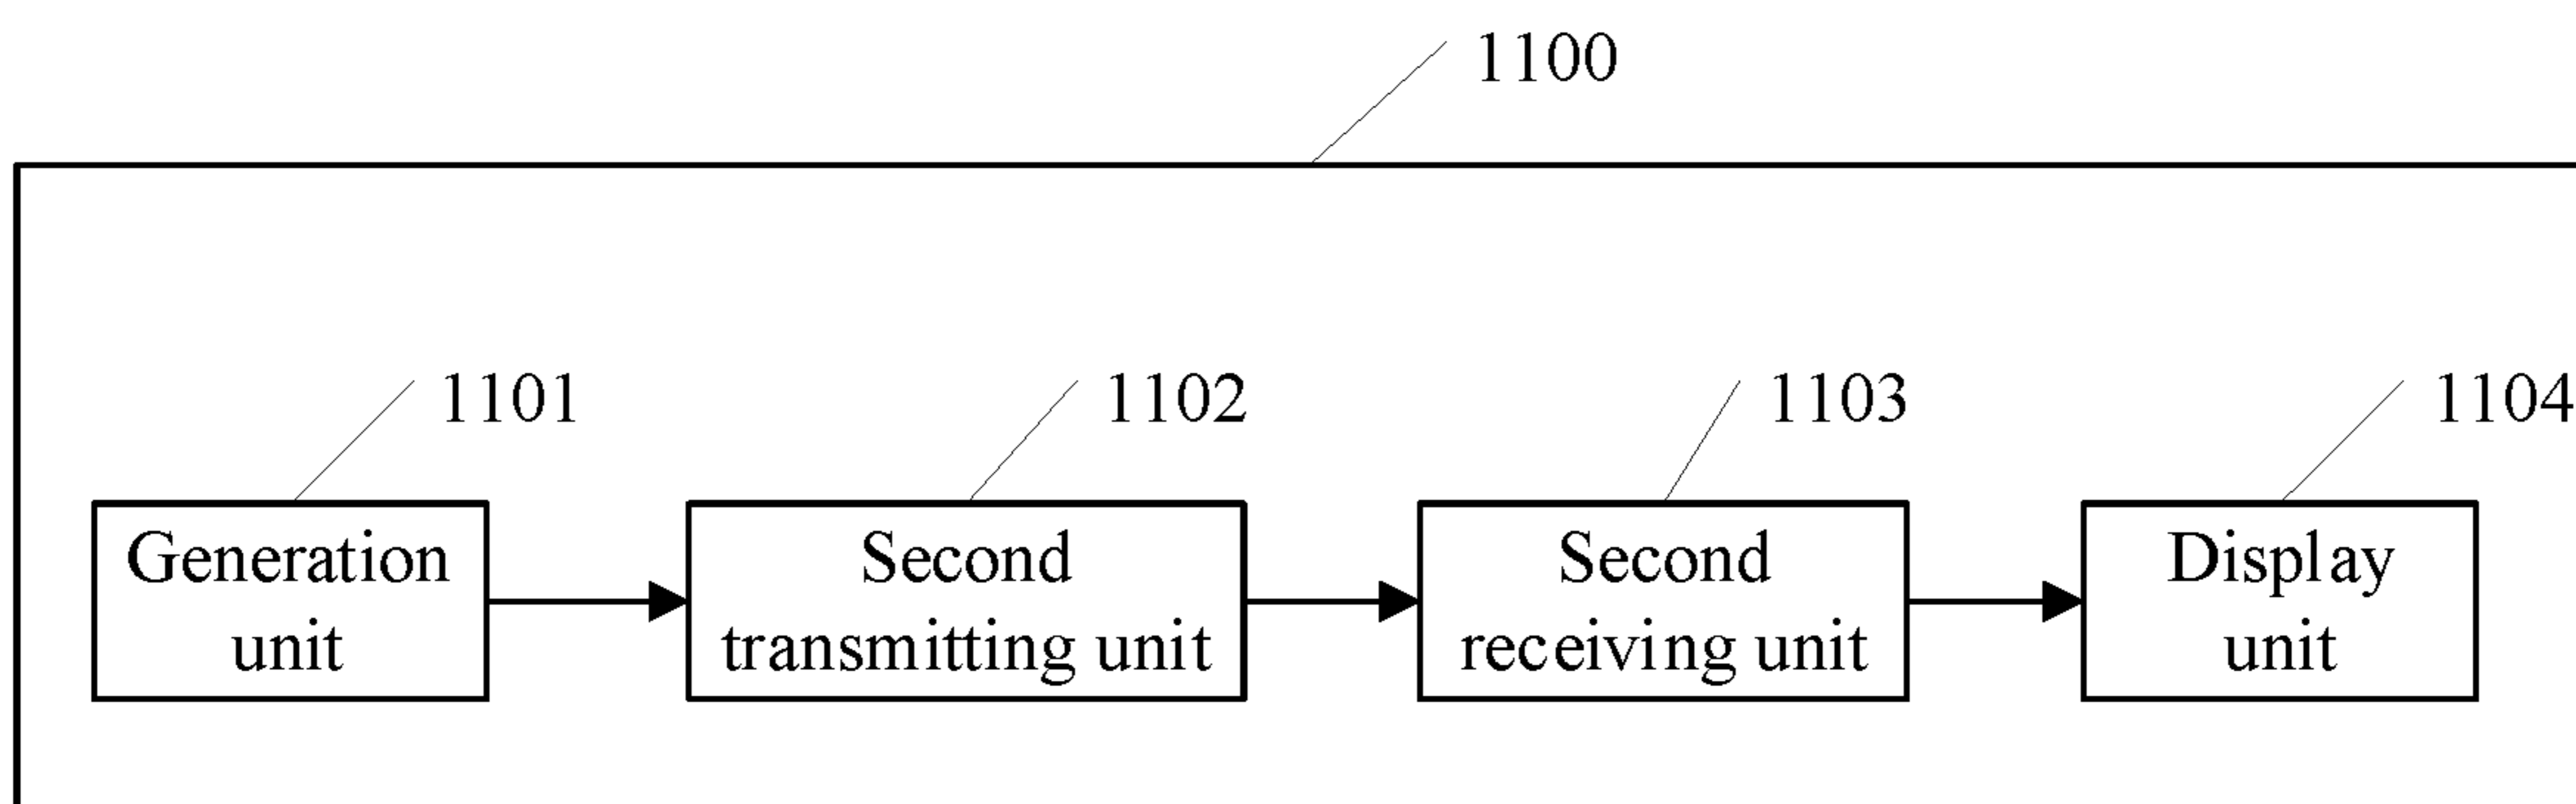 1100
1101
1102
1103
1104
Generation
unit
Second
transmitting unit
Second
receiving unit
Display
unit